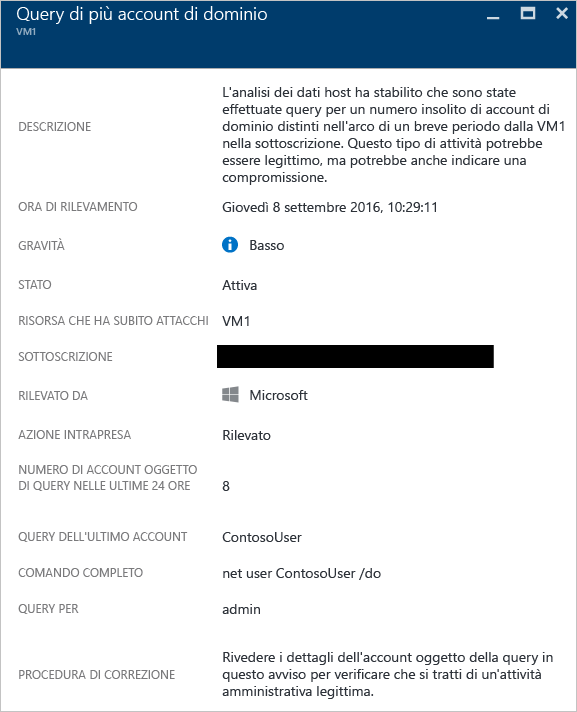 Query di più account di dominio
VM1
DESCRIZIONE
L'analisi dei dati host ha stabilito che sono state
effettuate query per un numero insolito di account di
dominio distinti nell'arco di un breve periodo dalla VM1
nella sottoscrizione. Questo tipo di attività potrebbe
essere legittimo, ma potrebbe anche indicare una
compromissione.
ORA DI RILEVAMENTO
Giovedì 8 settembre 2016, 10:29:11
GRAVITÀ
Basso
STATO
Attiva
RISORSA CHE HA SUBITO ATTACCHI
VM1
SOTTOSCRIZIONE
RILEVATO DA
Microsoft
AZIONE INTRAPRESA
Rilevato
NUMERO DI ACCOUNT OGGETTO
DI QUERY NELLE ULTIME 24 ORE
8
QUERY DELL'ULTIMO ACCOUNT
ContosoUser
COMANDO COMPLETO
net user ContosoUser /do
QUERY PER
admin
PROCEDURA DI CORREZIONE
Rivedere i dettagli dell'account oggetto della query in
questo avviso per verificare che si tratti di un'attività
amministrativa legittima.